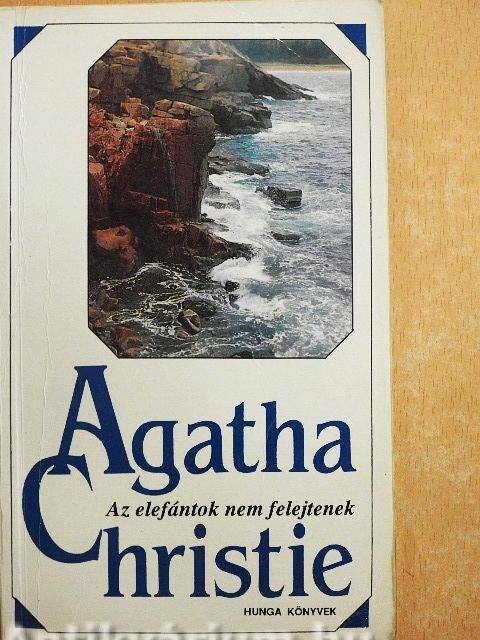 Agatha
Az elefántok nem felejtenek
Christie
HUNGA KÖNYVEK